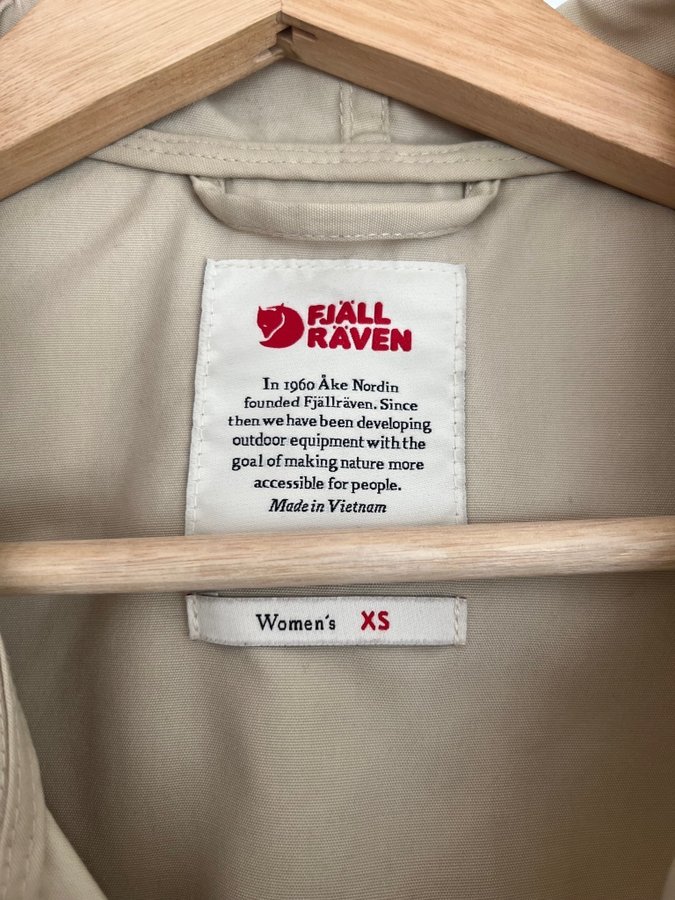 FJÄLL
RÄVEN
In 1960 Åke Nordin
founded Fjällräven. Since
then we have been developing
outdoor equipment with the
goal of making nature more
accessible for people.
Made in Vietnam
Women's XS